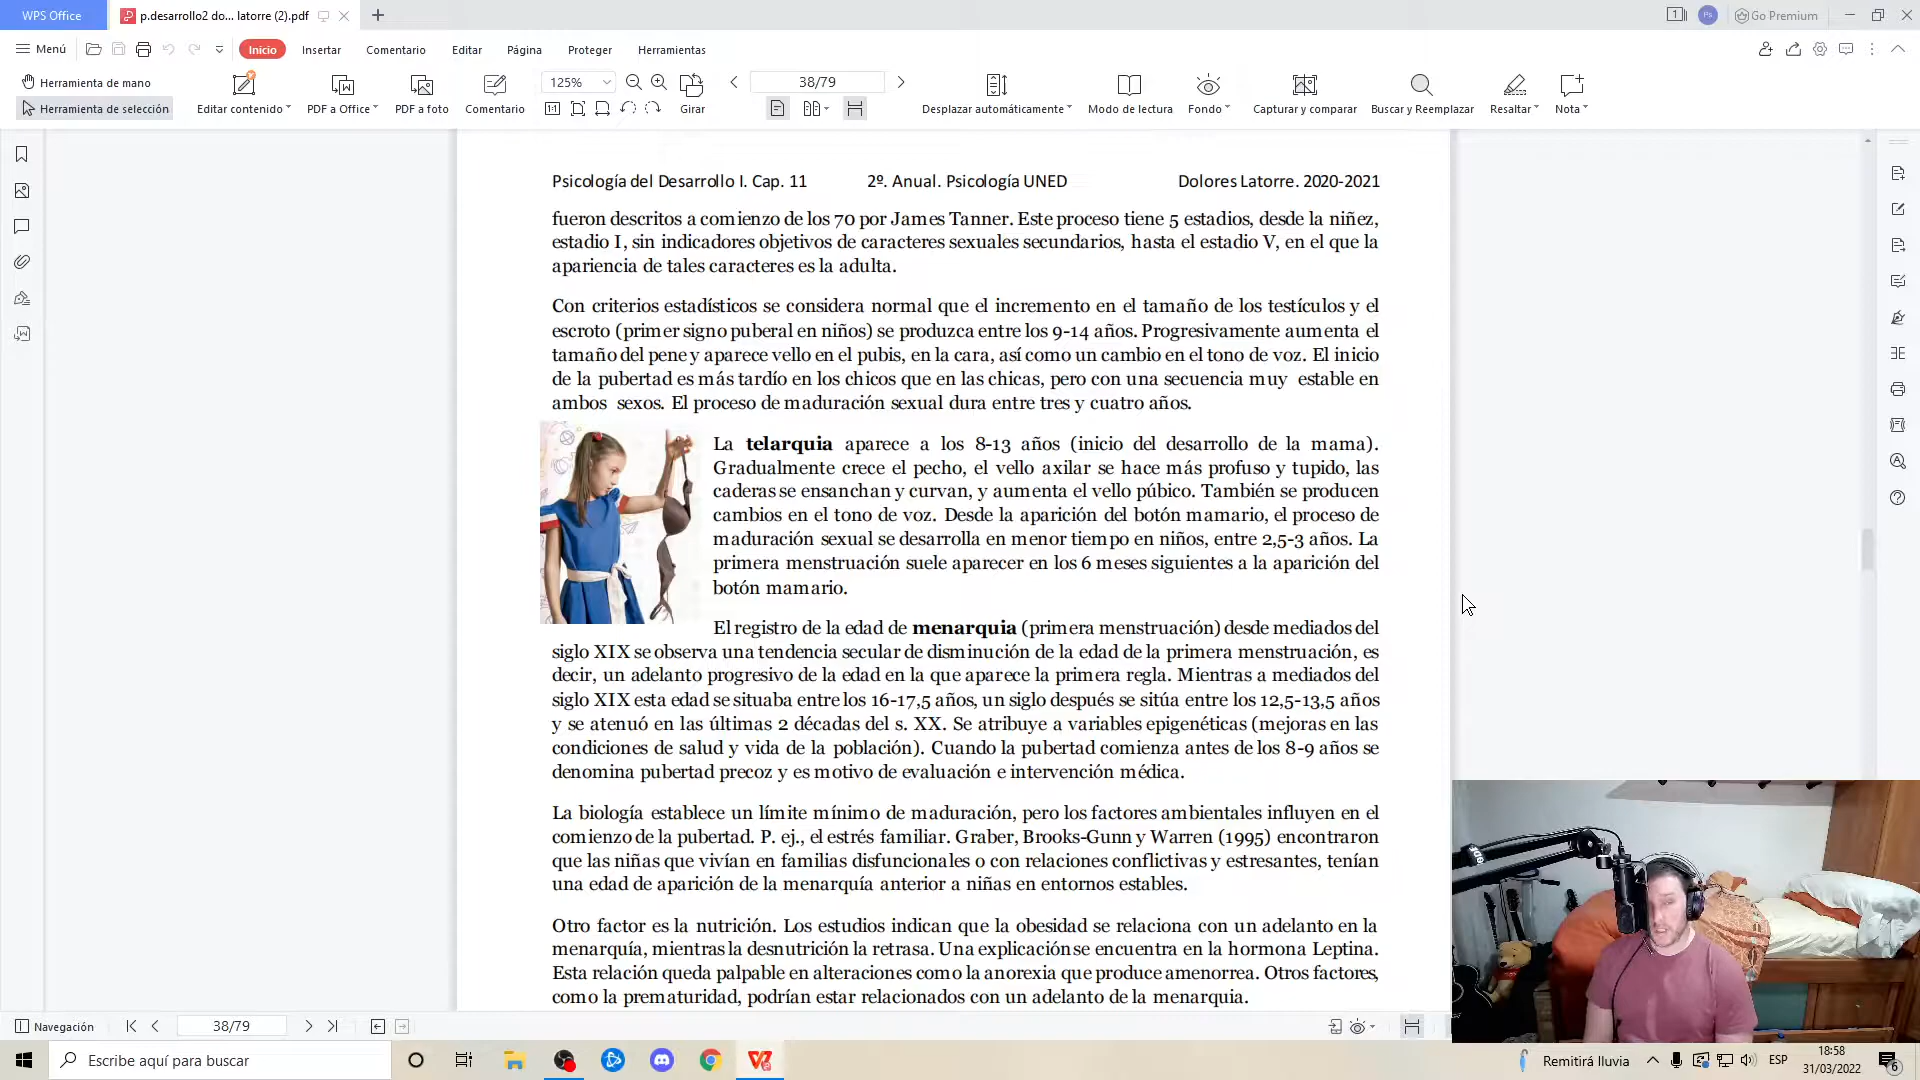 WPS Office
p.desarrollo2 do... latorre (2).pdf
Go Premium
Menú
Inicio
Insertar
Comentario
Editar
Página
Proteger
Herramientas
Herramienta de mano
Herramienta de selección
Editar contenido
PDF a Office
PDF a foto
Comentario
125%
Girar
38/79
Desplazar automáticamente
Modo de lectura
Fondo
Capturar y comparar
Buscar y Reemplazar
Resaltar
Nota
Psicología del Desarrollo I. Cap. 11 2º. Anual. Psicología UNED Dolores Latorre. 2020-2021
fueron descritos a comienzo de los 70 por James Tanner. Este proceso tiene 5 estadios, desde la niñez,
estadio I, sin indicadores objetivos de caracteres sexuales secundarios, hasta el estadio V, en el que la
apariencia de tales caracteres es la adulta.
Con criterios estadísticos se considera normal que el incremento en el tamaño de los testículos y el
escroto (primer signo puberal en niños) se produzca entre los 9-14 años. Progresivamente aumenta el
tamaño del pene y aparece vello en el pubis, en la cara, así como un cambio en el tono de voz. El inicio
de la pubertad es más tardío en los chicos que en las chicas, pero con una secuencia muy estable en
ambos sexos. El proceso de maduración sexual dura entre tres y cuatro años.
La telarquia aparece a los 8-13 años (inicio del desarrollo de la mama).
Gradualmente crece el pecho, el vello axilar se hace más profuso y tupido, las
caderas se ensanchan y curvan, y aumenta el vello púbico. También se producen
cambios en el tono de voz. Desde la aparición del botón mamario, el proceso de
maduración sexual se desarrolla en menor tiempo en niños, entre 2,5-3 años. La
primera menstruación suele aparecer en los 6 meses siguientes a la aparición del
botón mamario.
El registro de la edad de menarquia (primera menstruación) desde mediados del
siglo XIX se observa una tendencia secular de disminución de la edad de la primera menstruación, es
decir, un adelanto progresivo de la edad en la que aparece la primera regla. Mientras a mediados del
siglo XIX esta edad se situaba entre los 16-17,5 años, un siglo después se sitúa entre los 12,5-13,5 años
y se atenuó en las últimas 2 décadas del s. XX. Se atribuye a variables epigenéticas (mejoras en las
condiciones de salud y vida de la población). Cuando la pubertad comienza antes de los 8-9 años se
denomina pubertad precoz y es motivo de evaluación e intervención médica.
La biología establece un límite mínimo de maduración, pero los factores ambientales influyen en el
comienzo de la pubertad. P. ej., el estrés familiar. Graber, Brooks-Gunn y Warren (1995) encontraron
que las niñas que vivían en familias disfuncionales o con relaciones conflictivas y estresantes, tenían
una edad de aparición de la menarquía anterior a niñas en entornos estables.
Otro factor es la nutrición. Los estudios indican que la obesidad se relaciona con un adelanto en la
menarquía, mientras la desnutrición la retrasa. Una explicación se encuentra en la hormona Leptina.
Esta relación queda palpable en alteraciones como la anorexia que produce amenorrea. Otros factores,
como la prematuridad, podrían estar relacionados con un adelanto de la menarquia.
Navegación
38/79
Escribe aquí para buscar
Remitirá lluvia
ESP
18:58
31/03/2022
6